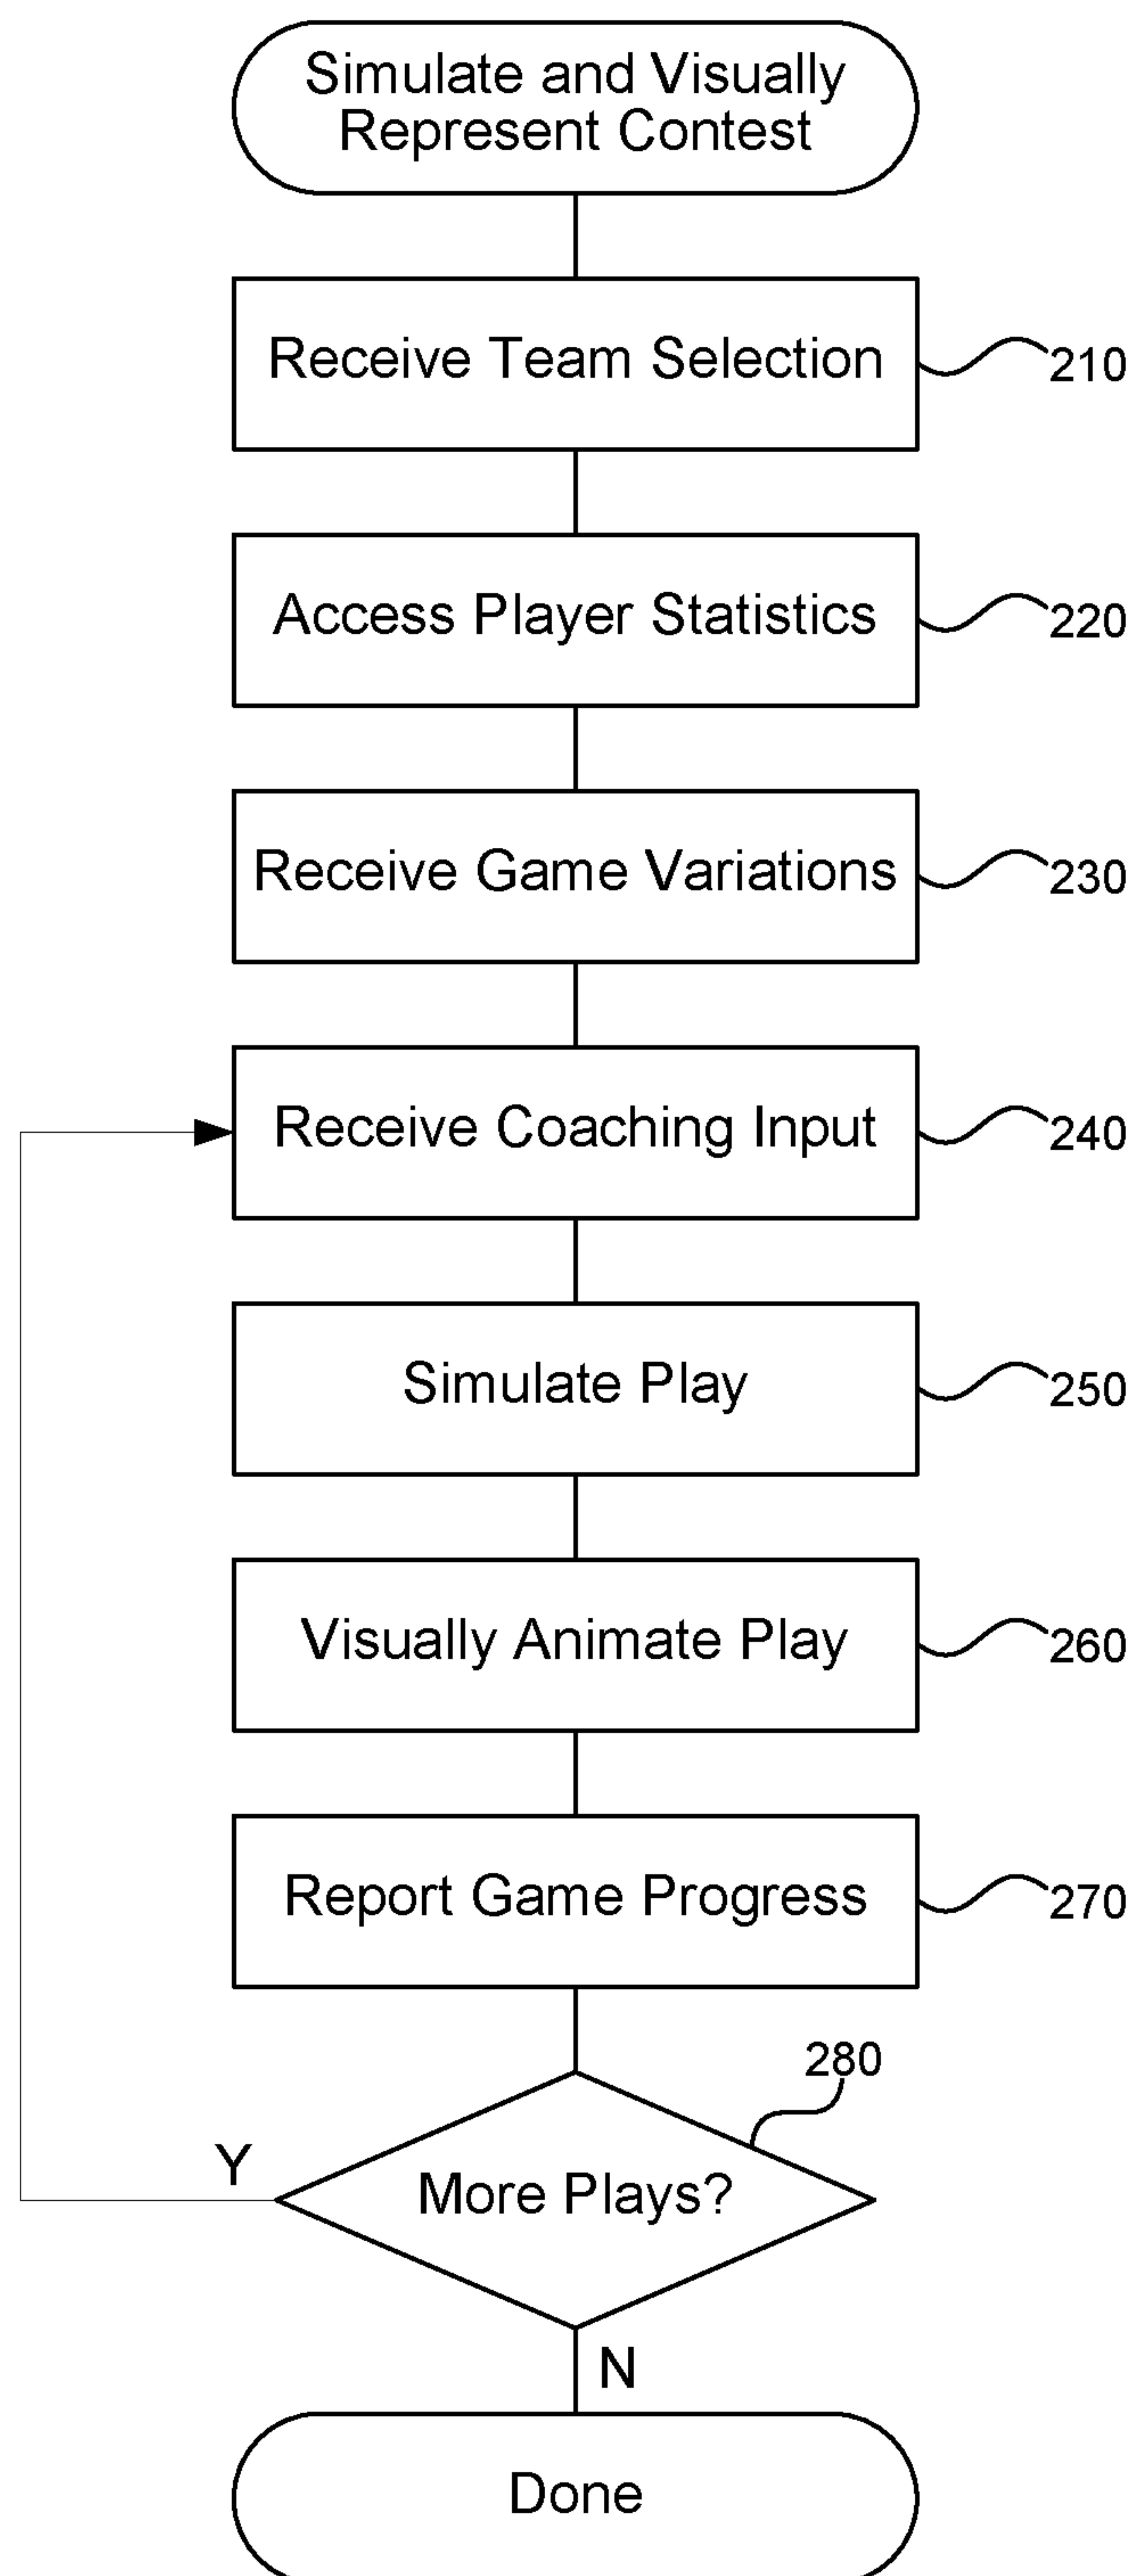 Simulate and Visually
Represent Contest
Receive Team Selection
210
Access Player Statistics
220
Receive Game Variations
230
Receive Coaching Input
240
Simulate Play
250
Visually Animate Play
260
Report Game Progress
270
280
More Plays?
Y
N
Done